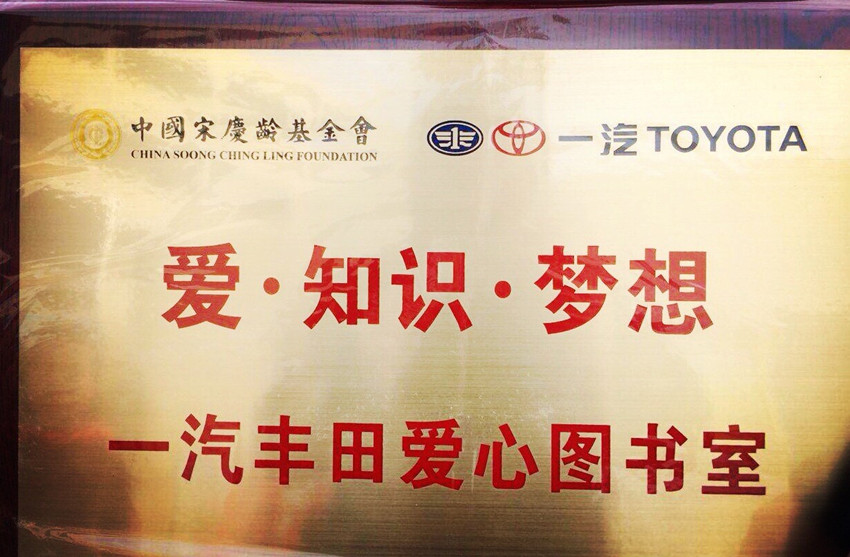 中國宋慶龄基金會
CHINA SOONG CHING LING FOUNDATION
一汽 TOYOTA
爱·知识·梦想
一汽丰田爱心图书室